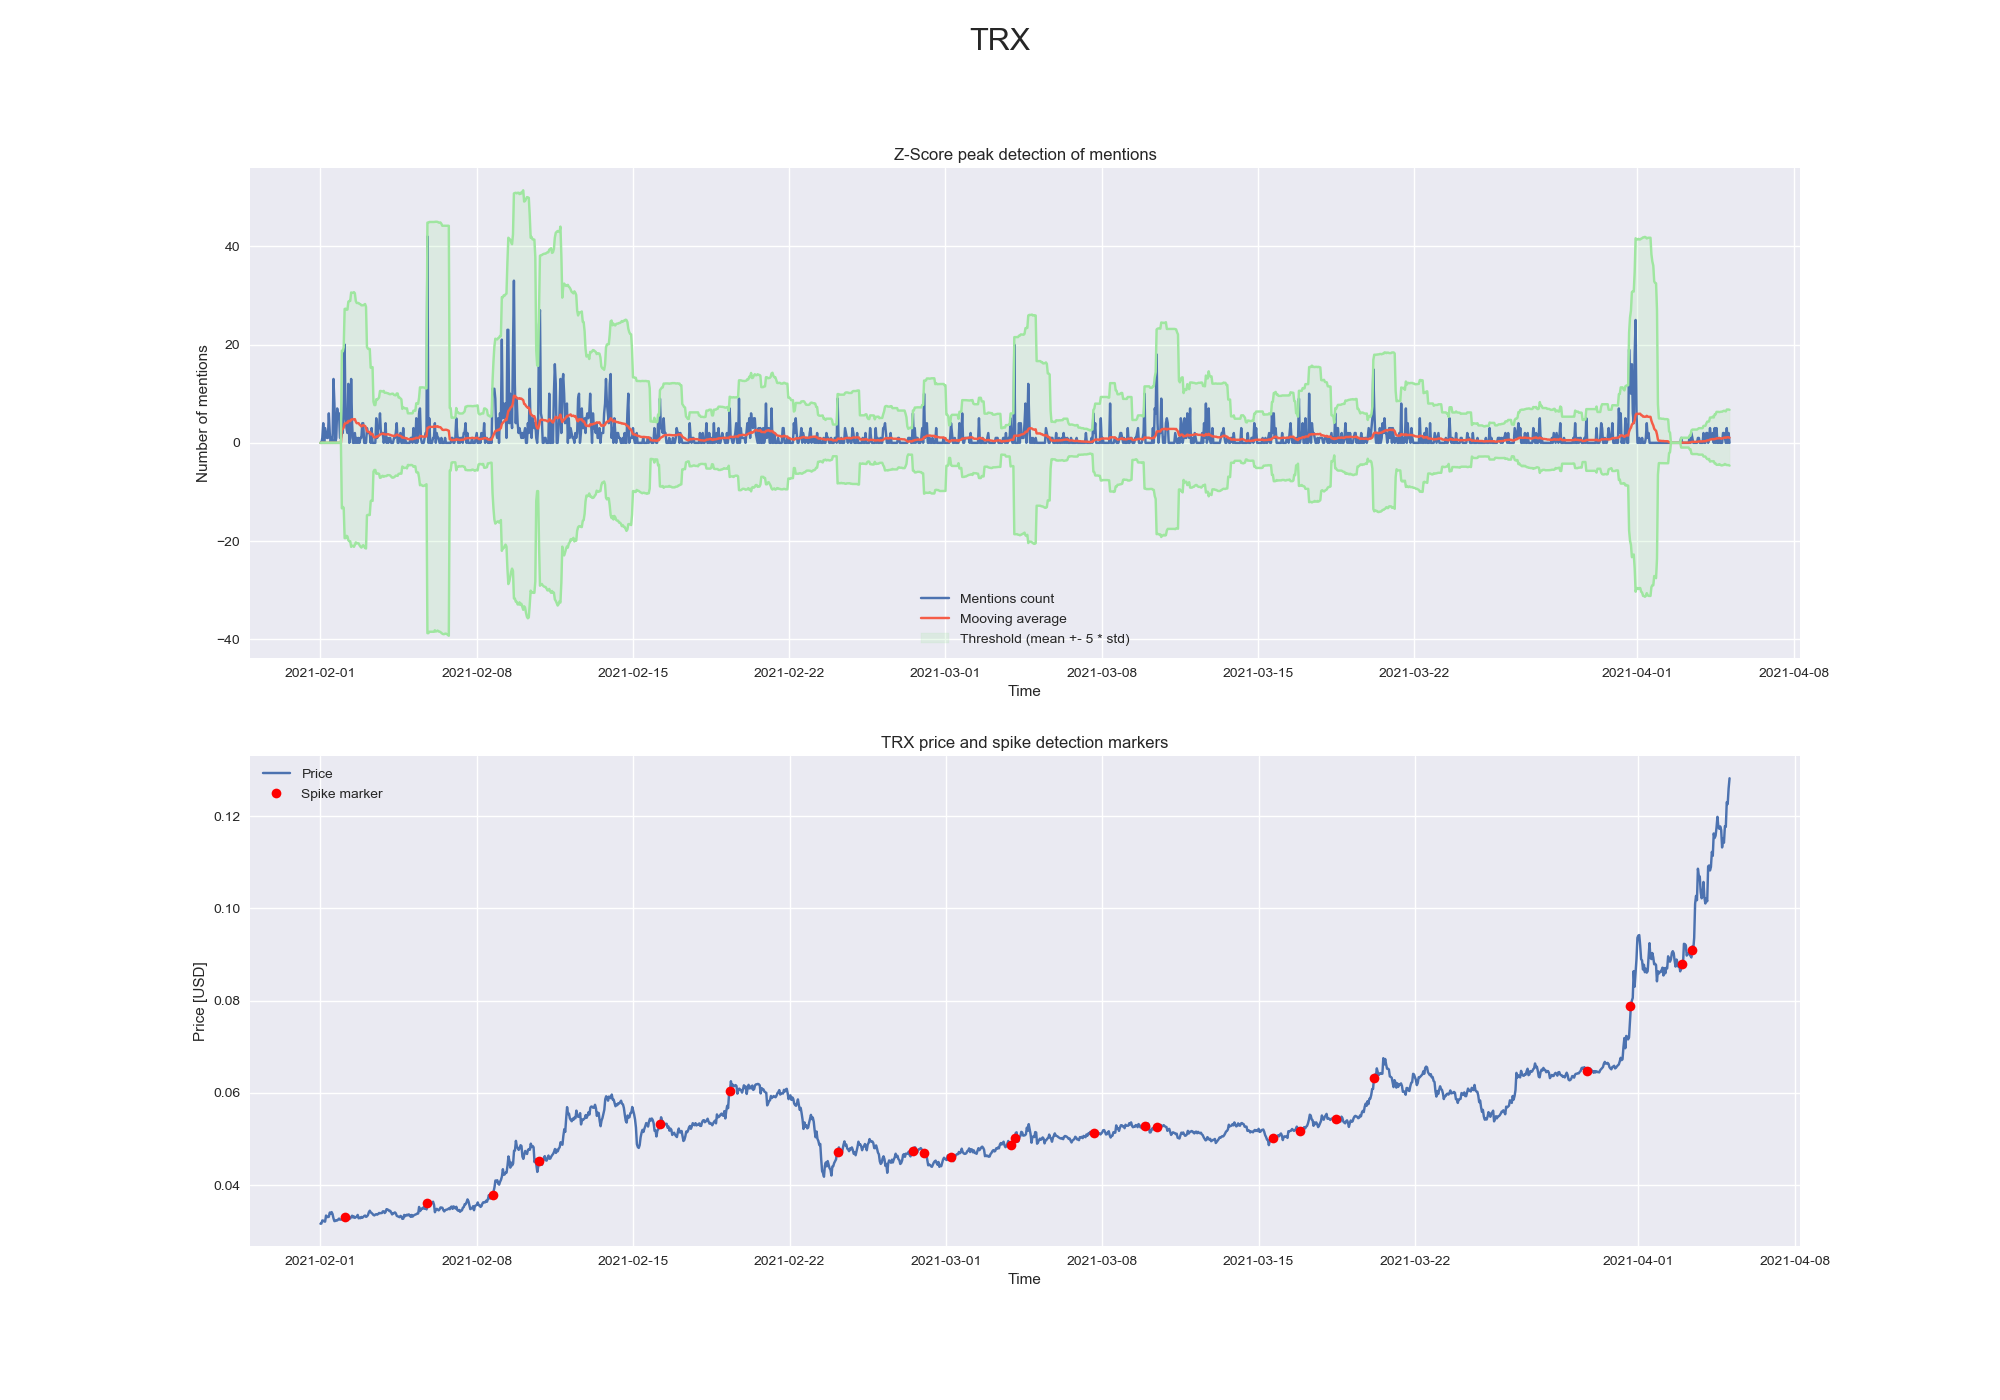 TRX
Z-Score peak detection of mentions
Number of mentions
40
20
0
−20
−40
Mentions count
Mooving average
Threshold (mean +- 5 * std)
2021-02-01 2021-02-08 2021-02-15 2021-02-22 2021-03-01 2021-03-08 2021-03-15 2021-03-22 2021-04-01 2021-04-08
Time
TRX price and spike detection markers
Price
Spike marker
Price [USD]
0.12
0.10
0.08
0.06
0.04
2021-02-01 2021-02-08 2021-02-15 2021-02-22 2021-03-01 2021-03-08 2021-03-15 2021-03-22 2021-04-01 2021-04-08
Time